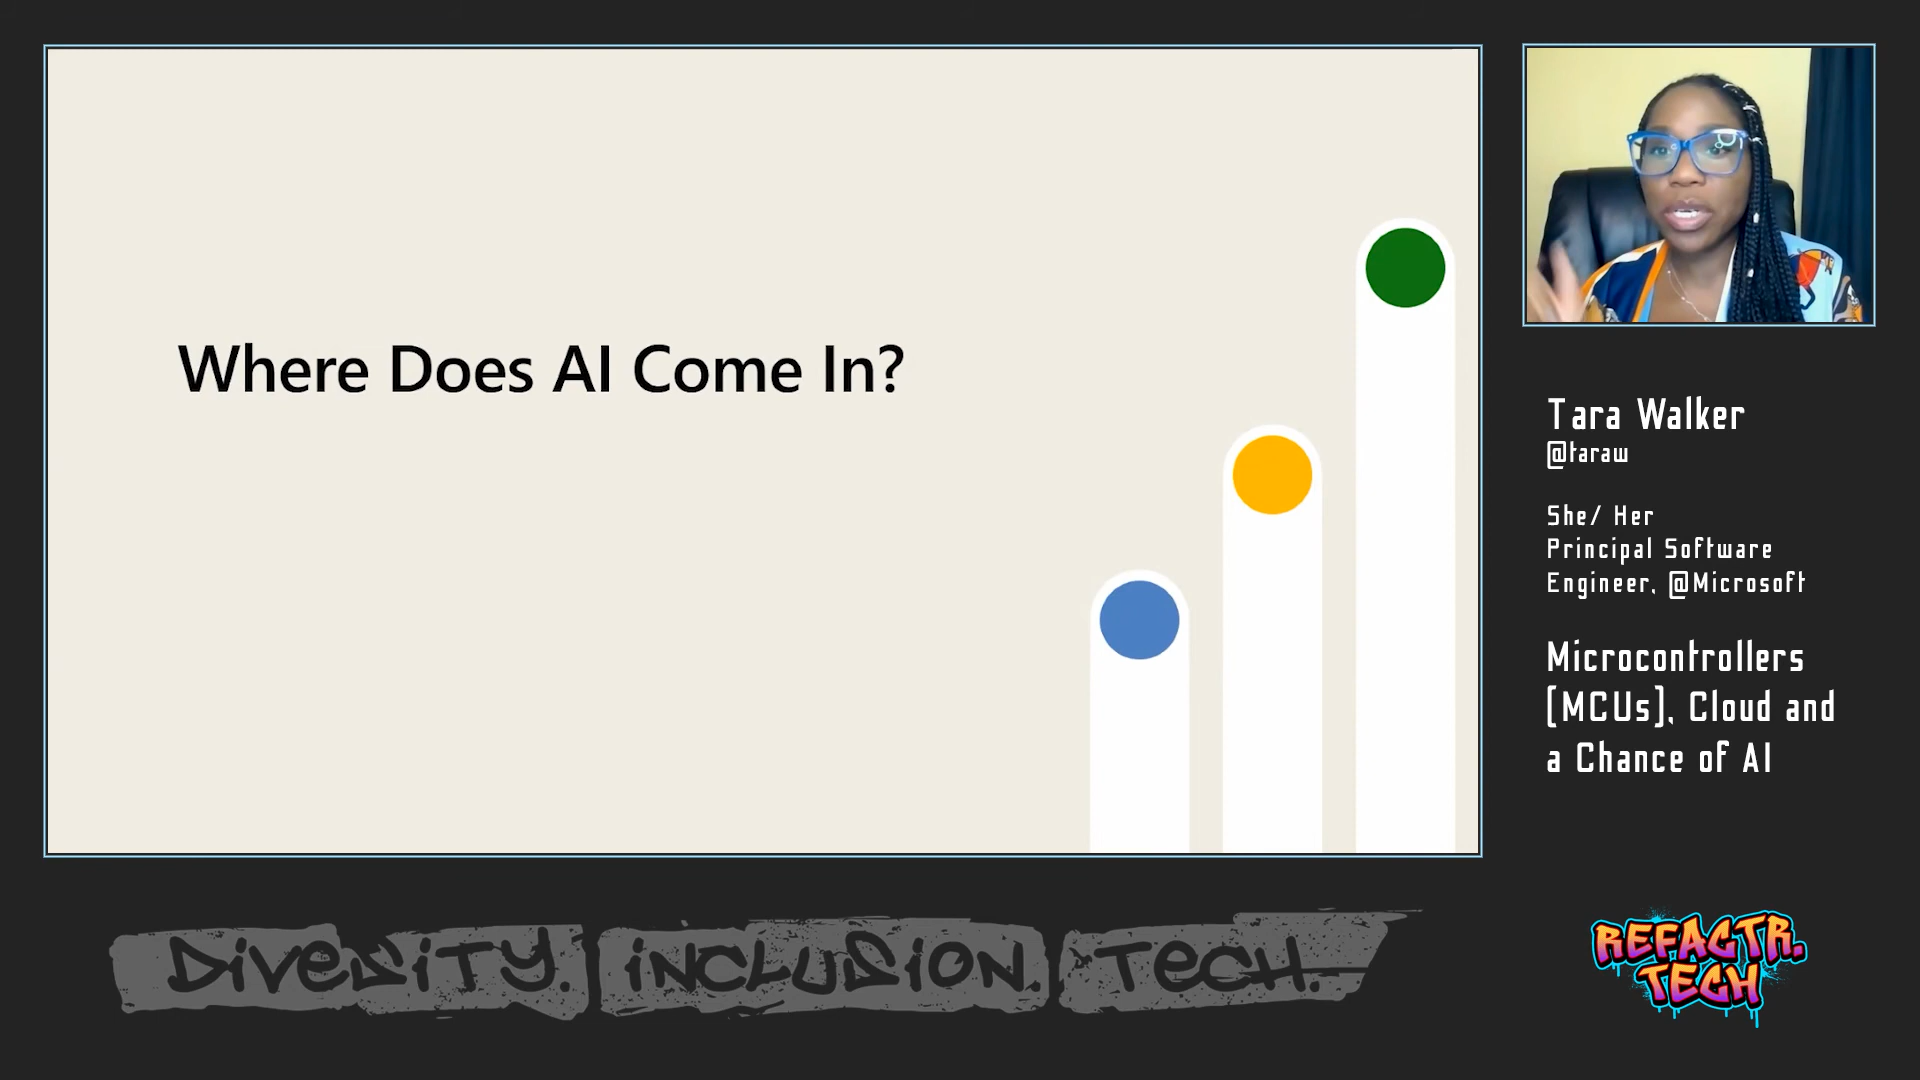 Where Does AI Come In?
Tara Walker
@taraw
She/ Her
Principal Software
Engineer, @Microsoft
Microcontrollers
(MCUs), Cloud and
a Chance of AI
DiveRSiTy. iNCLUSiON. TeCH.
REFACTR.
TECH